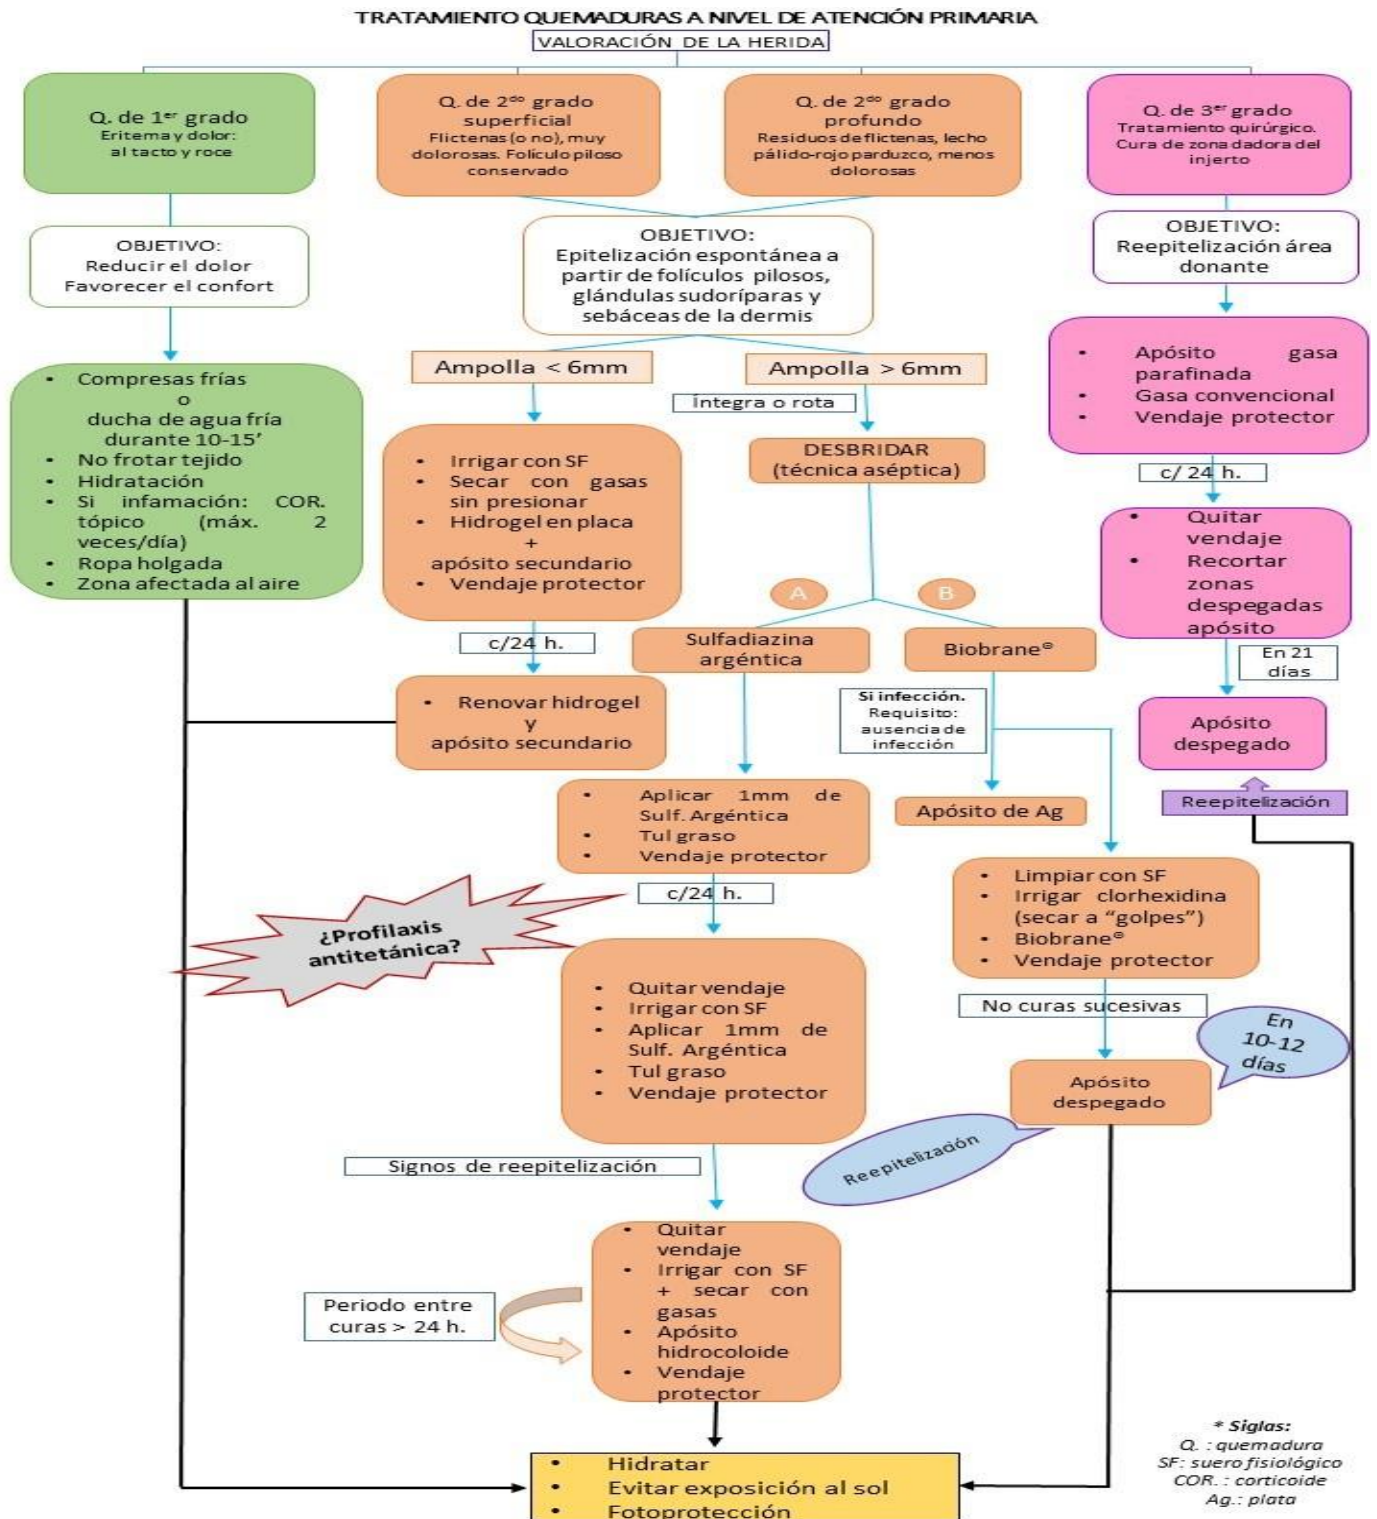 TRATAMIENTO QUEMADURAS A NIVEL DE ATENCIÓN PRIMARIA
VALORACIÓN DE LA HERIDA
Q. de 1er grado
Eritema y dolor:
al tacto y roce
Q. de 2do grado
superficial
Flictenas (o no), muy
dolorosas. Folículo piloso
conservado
Q. de 2do grado
profundo
Residuos de flictenas, lecho
pálido-rojo parduzco, menos
dolorosas
Q. de 3er grado
Tratamiento quirúrgico.
Cura de zona dadora del
injerto
OBJETIVO:
Reducir el dolor
Favorecer el confort
OBJETIVO:
Epitelización espontánea a
partir de folículos pilosos,
glándulas sudoríparas y
sebáceas de la dermis
OBJETIVO:
Reepitelización área
donante
• Compresas frías
o
ducha de agua fría
durante 10-15’
• No frotar tejido
• Hidratación
• Si infamación: COR.
tópico (máx. 2
veces/día)
• Ropa holgada
• Zona afectada al aire
Ampolla < 6mm
Ampolla > 6mm
Íntegra o rota
• Irrigar con SF
• Secar con gasas
sin presionar
• Hidrogel en placa
+
apósito secundario
• Vendaje protector
c/24 h.
• Renovar hidrogel
y
apósito secundario
DESBRIDAR
(técnica aséptica)
A
B
Sulfadiazina
argéntica
Biobrane®
Si infección.
Requisito:
ausencia de
infección
• Aplicar 1mm de
Sulf. Argéntica
• Tul graso
• Vendaje protector
c/24 h.
Apósito de Ag
• Limpiar con SF
• Irrigar clorhexidina
(secar a “golpes”)
• Biobrane®
• Vendaje protector
No curas sucesivas
En
10-12
días
Apósito
despegado
Reepitelización
• Apósito gasa
parafinada
• Gasa convencional
• Vendaje protector
c/ 24 h.
• Quitar
vendaje
• Recortar
zonas
despegadas
apósito
En 21
días
Apósito
despegado
Reepitelización
¿Profilaxis
antitetánica?
• Quitar vendaje
• Irrigar con SF
• Aplicar 1mm de
Sulf. Argéntica
• Tul graso
• Vendaje protector
Signos de reepitelización
• Quitar
vendaje
• Irrigar con SF
+ secar con
gasas
• Apósito
hidrocoloide
• Vendaje
protector
Periodo entre
curas > 24 h.
• Hidratar
• Evitar exposición al sol
• Fotoprotección
* Siglas:
Q. : quemadura
SF: suero fisiológico
COR. : corticoide
Ag.: plata